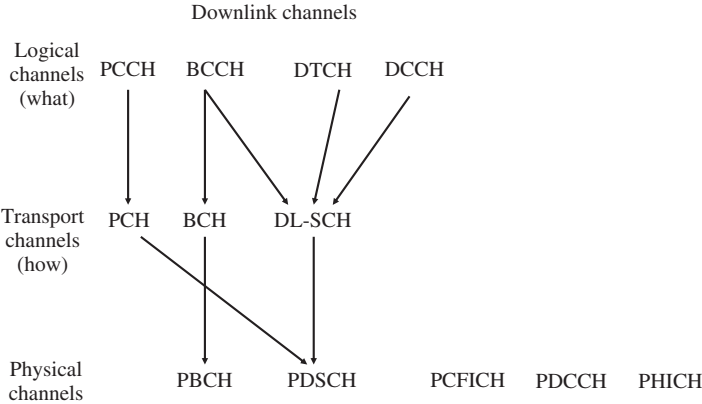 Downlink channels
Logical
channels
(what)
PCCH BCCH DTCH DCCH
Transport
channels
(how)
PCH BCH DL-SCH
Physical
channels
PBCH PDSCH PCFICH PDCCH PHICH